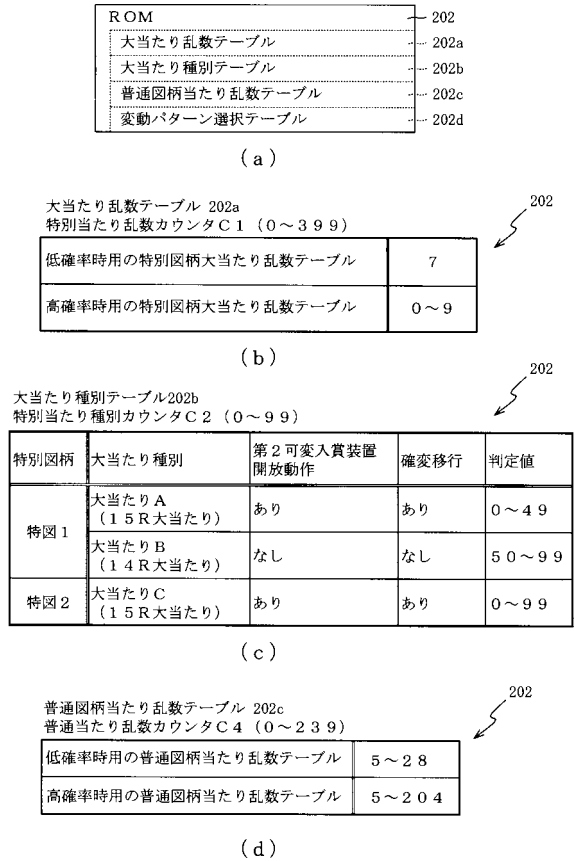 ROM 202
大当たり乱数テーブル 202a
大当たり種別テーブル 202b
普通図柄当たり乱数テーブル 202c
変動パターン選択テーブル 202d
(a)
大当たり乱数テーブル 202a
202
特別当たり乱数カウンタC1(0～399)
低確率時用の特別図柄大当たり乱数テーブル 7
高確率時用の特別図柄大当たり乱数テーブル 0～9
(b)
202
大当たり種別テーブル202b
特別当たり種別カウンタC2(0～99)
特別図柄 大当たり種別 第2可変入賞装置 確変移行 判定値
開放動作
特図1 大当たりA あり あり 0～49
(15R大当たり)
大当たりB なし なし 50～99
(14R大当たり)
特図2 大当たりC あり あり 0～99
(15R大当たり)
(c)
202
普通図柄当たり乱数テーブル 202c
普通当たり乱数カウンタC4(0～239)
低確率時用の普通図柄当たり乱数テーブル 5～28
高確率時用の普通図柄当たり乱数テーブル 5～204
(d)